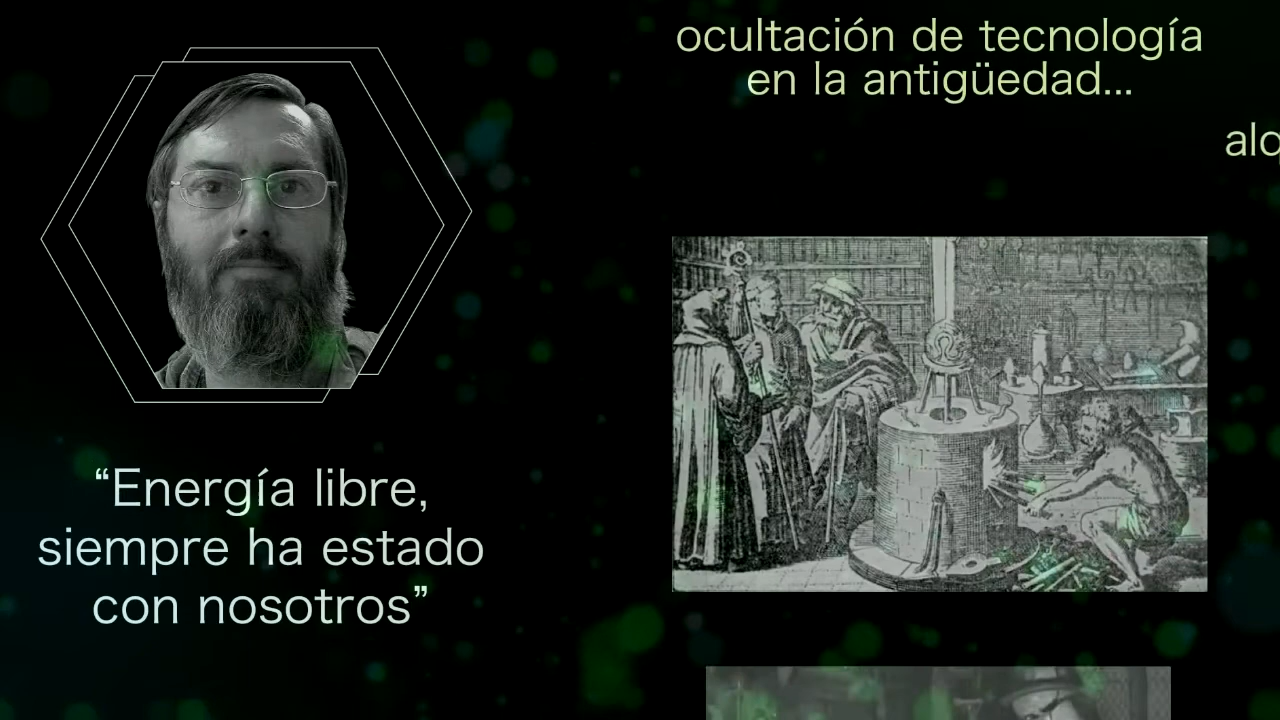 ocultación de tecnología
en la antigüedad...
“Energía libre,
siempre ha estado
con nosotros”